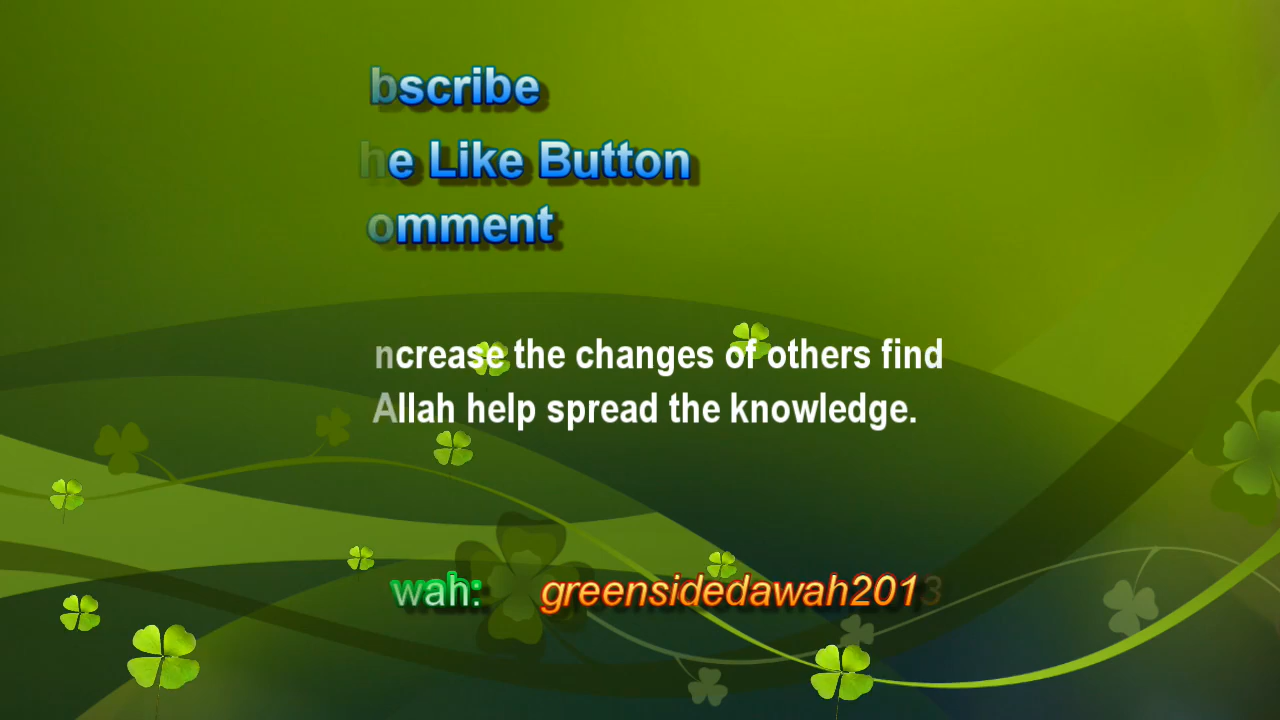 bscribe
he Like Button
omment
ncrease the changes of others find
Allah help spread the knowledge.
wah: greensidedawah2013